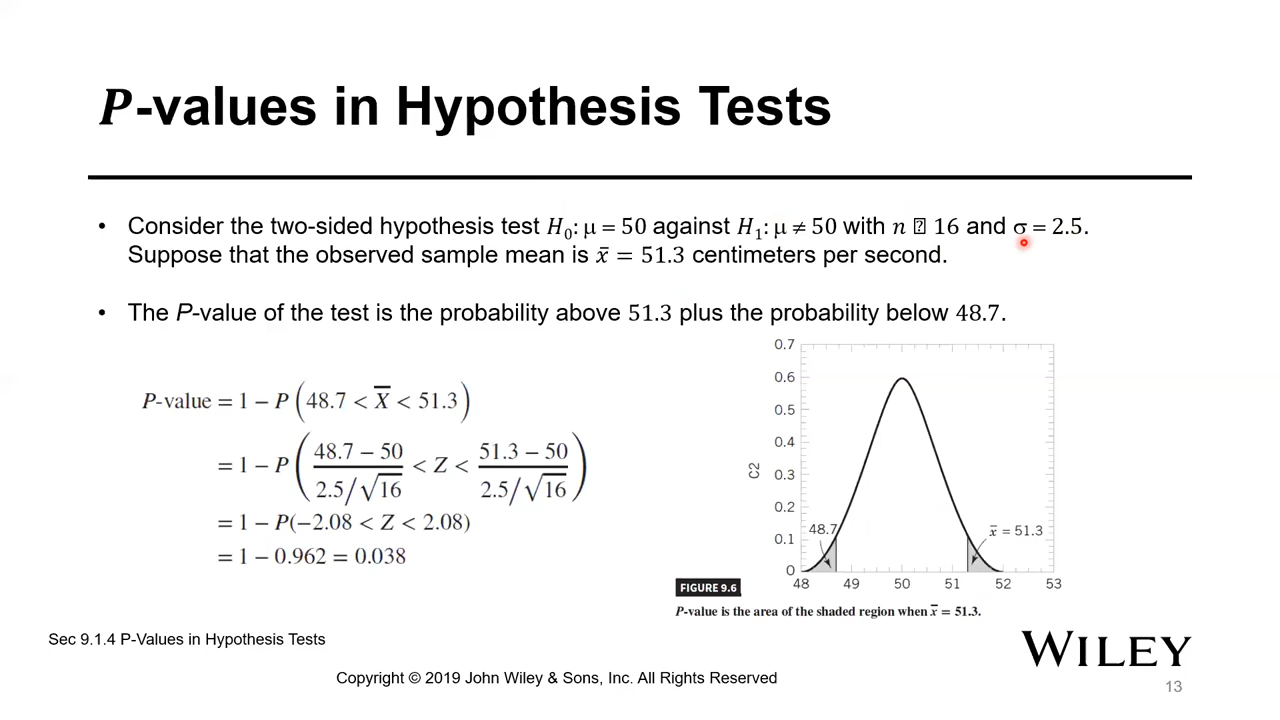 P-values in Hypothesis Tests
• Consider the two-sided hypothesis test H₀: μ = 50 against H₁: μ ≠ 50 with n ⍰ 16 and σ = 2.5.
Suppose that the observed sample mean is x̄ = 51.3 centimeters per second.
• The P-value of the test is the probability above 51.3 plus the probability below 48.7.
P-value = 1 − P(48.7 < X̄ < 51.3)
= 1 − P((48.7 − 50)/(2.5/√16) < Z < (51.3 − 50)/(2.5/√16))
= 1 − P(−2.08 < Z < 2.08)
= 1 − 0.962 = 0.038
0.7
0.6
0.5
0.4
C2
0.3
0.2
0.1
0
48.7
x̄ = 51.3
48 49 50 51 52 53
FIGURE 9.6
P-value is the area of the shaded region when x̄ = 51.3.
Sec 9.1.4 P-Values in Hypothesis Tests
WILEY
Copyright © 2019 John Wiley & Sons, Inc. All Rights Reserved
13